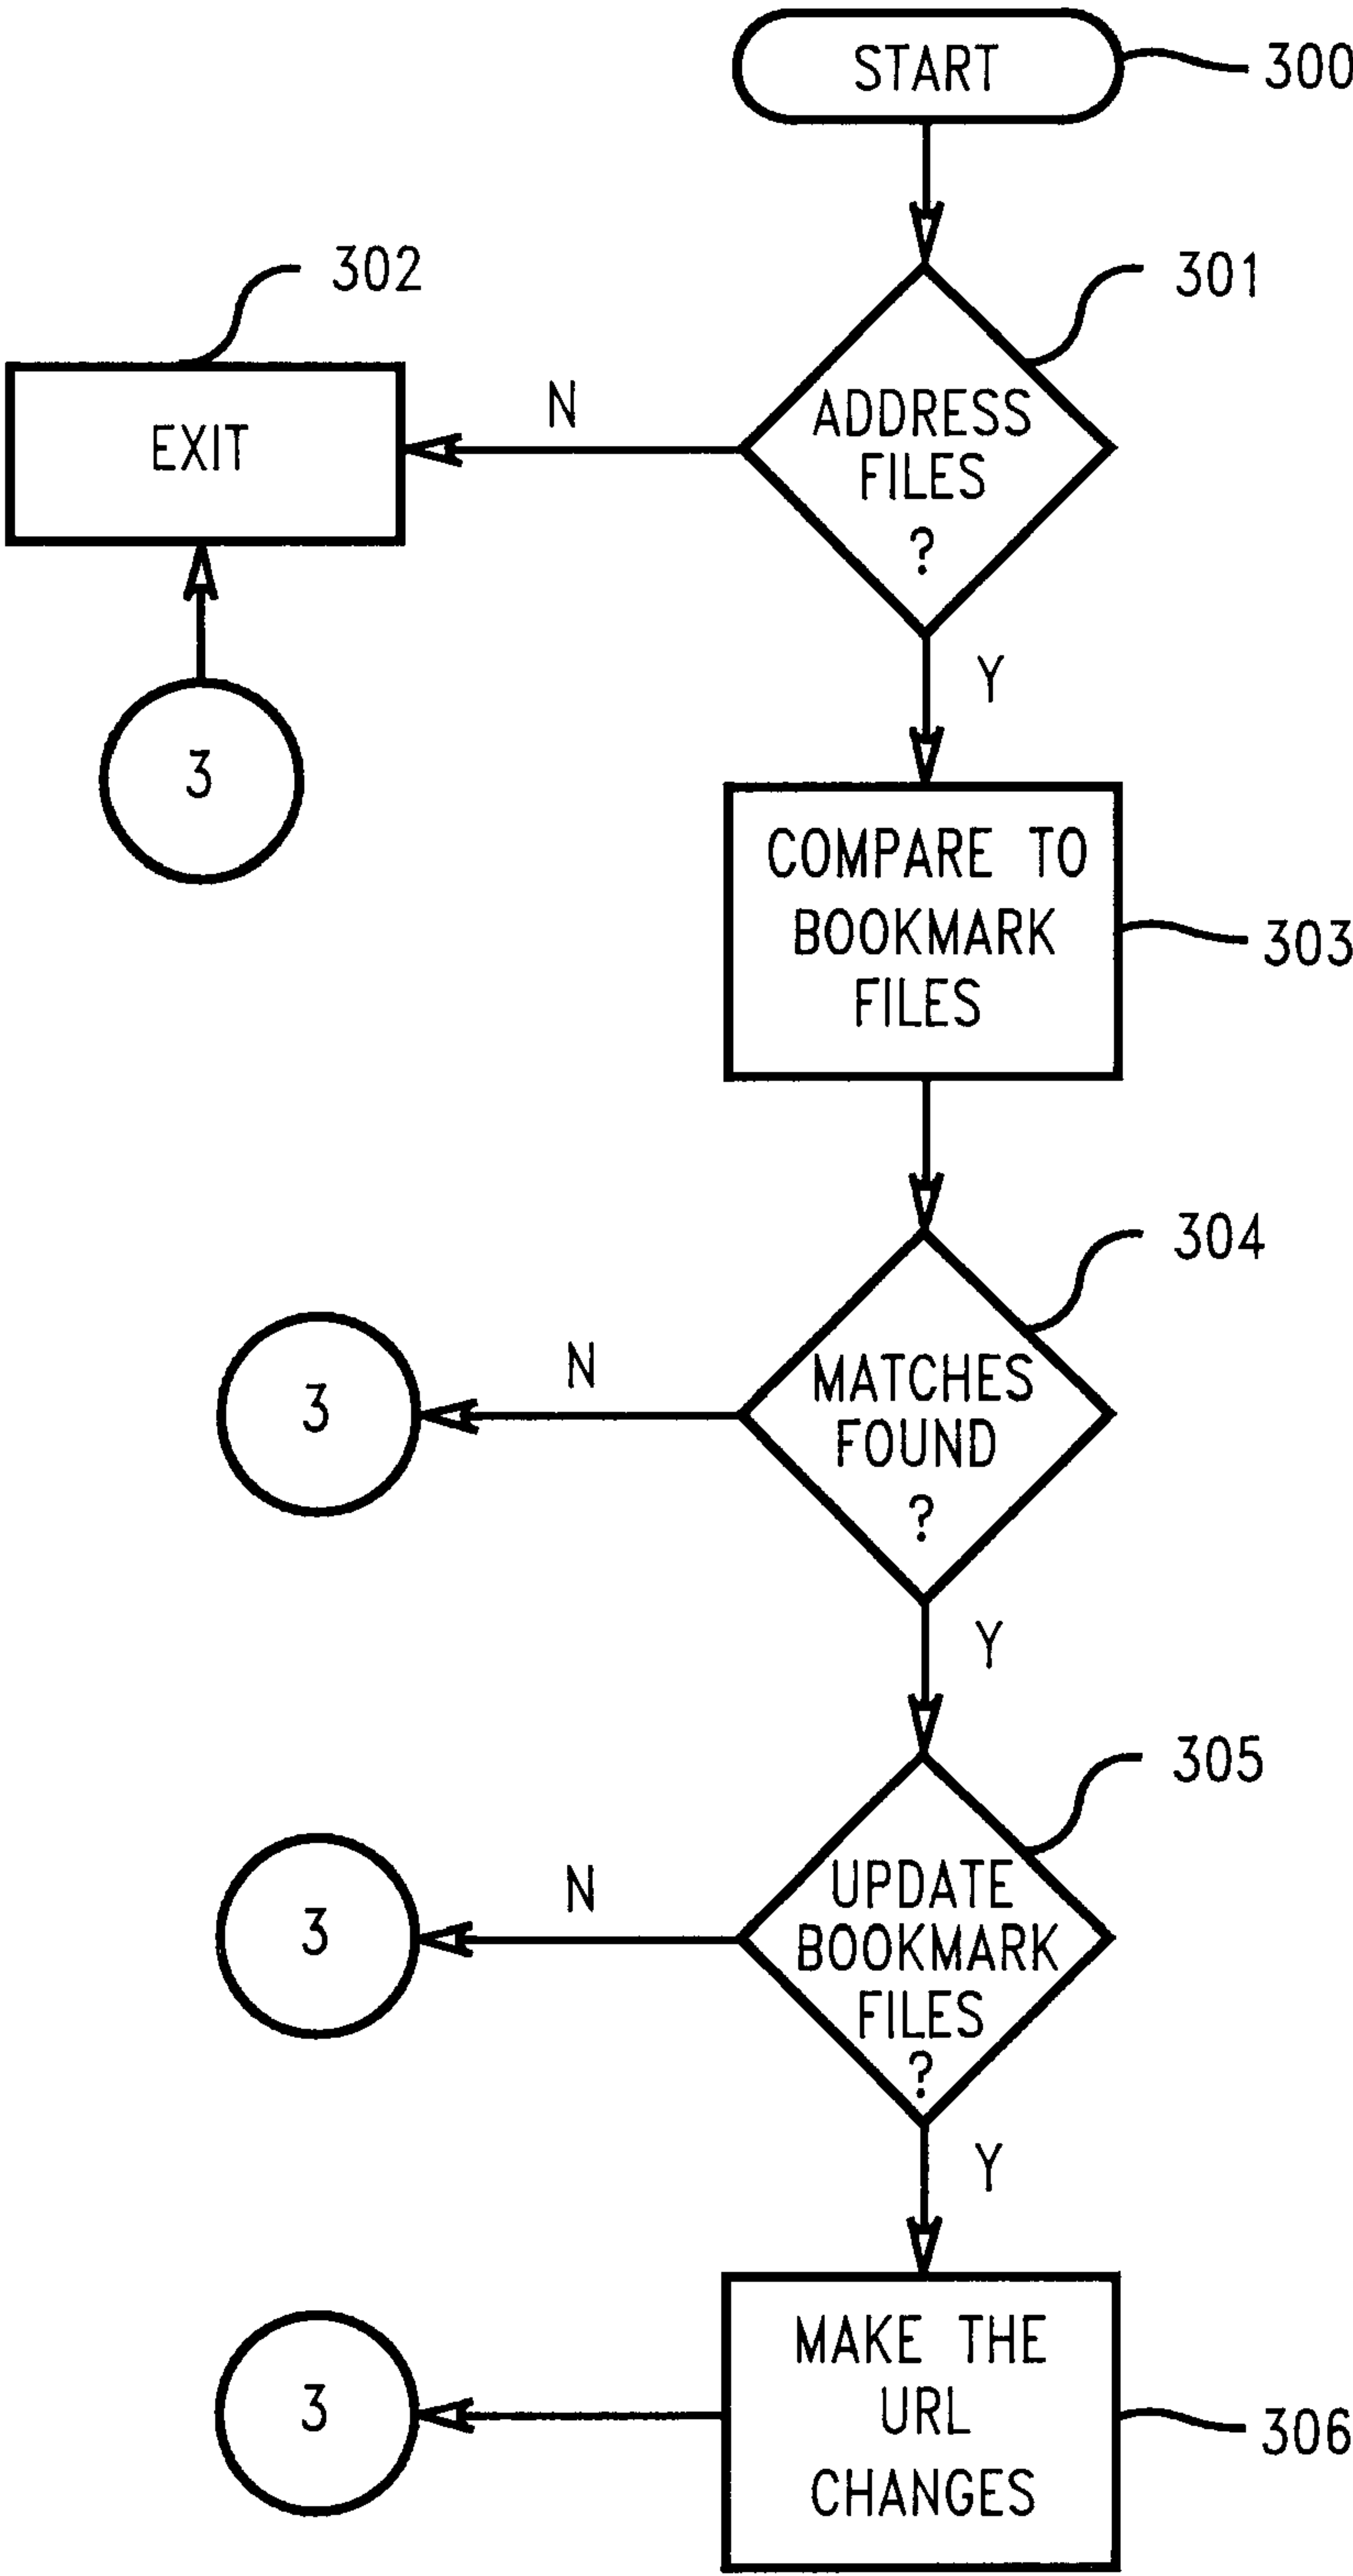 START
300
302
301
EXIT
N
ADDRESS
FILES
?
Y
3
COMPARE TO
BOOKMARK
FILES
303
304
3
N
MATCHES
FOUND
?
Y
305
3
N
UPDATE
BOOKMARK
FILES
?
Y
3
MAKE THE
URL
CHANGES
306